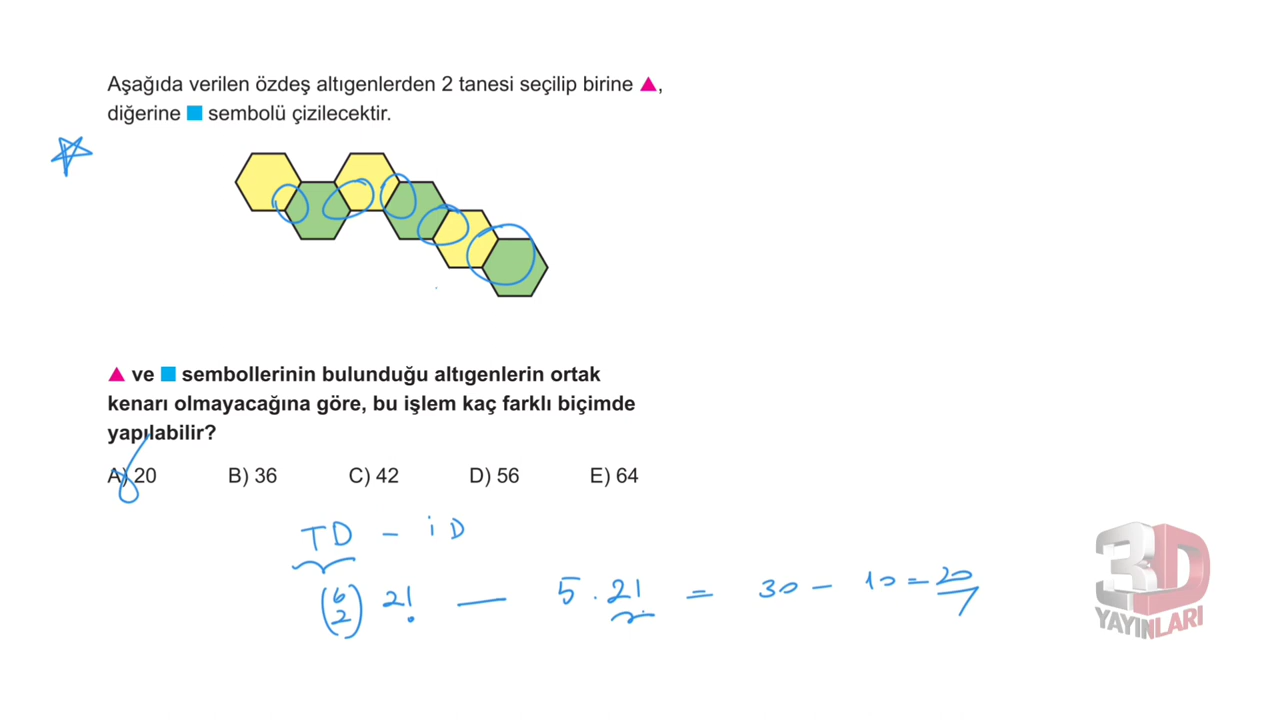 Aşağıda verilen özdeş altıgenlerden 2 tanesi seçilip birine ▲,
diğerine ■ sembolü çizilecektir.
▲ ve ■ sembollerinin bulunduğu altıgenlerin ortak
kenarı olmayacağına göre, bu işlem kaç farklı biçimde
yapılabilir?
A) 20 B) 36 C) 42 D) 56 E) 64
TD - iD
(6 2) 2! — 5 . 2! = 30 - 10 = 20
3D
YAYINLARI